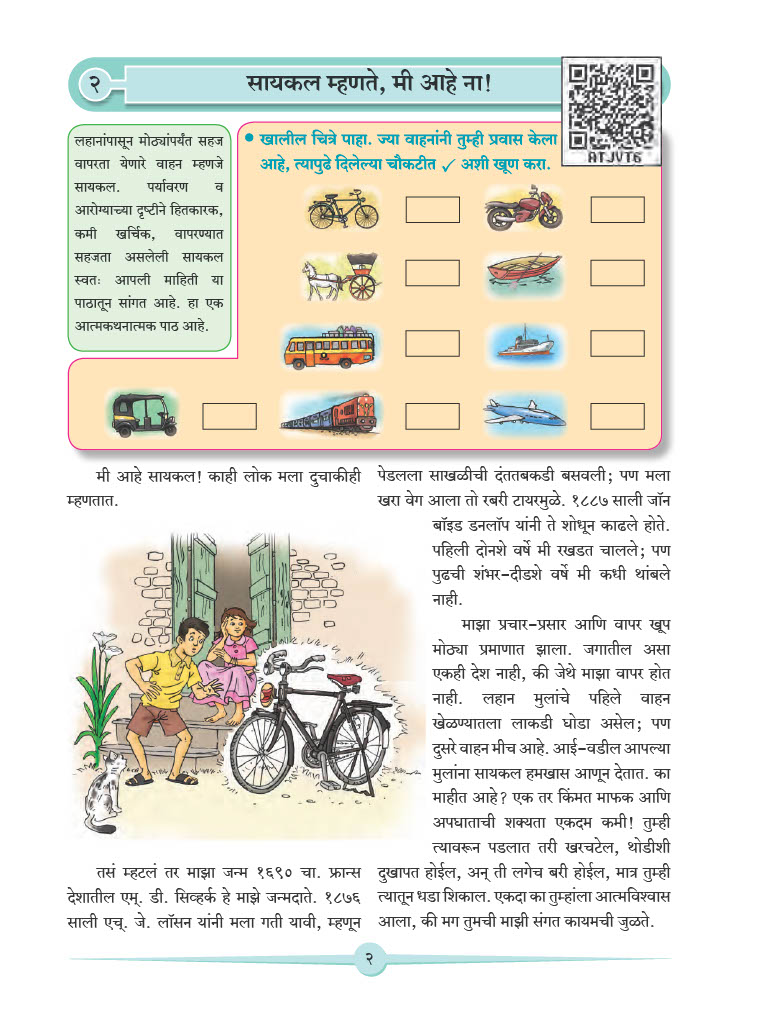 २
सायकल म्हणते, मी आहे ना!
ATJVT6
लहानांपासून मोठ्यांपर्यंत सहज
वापरता येणारे वाहन म्हणजे
सायकल. पर्यावरण व
आरोग्याच्या दृष्टीने हितकारक,
कमी खर्चिक, वापरण्यात
सहजता असलेली सायकल
स्वतः आपली माहिती या
पाठातून सांगत आहे. हा एक
आत्मकथनात्मक पाठ आहे.
• खालील चित्रे पाहा. ज्या वाहनांनी तुम्ही प्रवास केला
आहे, त्यापुढे दिलेल्या चौकटीत ✓ अशी खूण करा.
मी आहे सायकल! काही लोक मला दुचाकीही
म्हणतात.
तसं म्हटलं तर माझा जन्म १६९० चा. फ्रान्स
देशातील एम्. डी. सिव्हर्क हे माझे जन्मदाते. १८७६
साली एच्. जे. लॉसन यांनी मला गती यावी, म्हणून
पेडलला साखळीची दंततबकडी बसवली; पण मला
खरा वेग आला तो रबरी टायरमुळे. १८८७ साली जॉन
बॉइड डनलॉप यांनी ते शोधून काढले होते.
पहिली दोनशे वर्षे मी रखडत चालले; पण
पुढची शंभर-दीडशे वर्षे मी कधी थांबले
नाही.
माझा प्रचार-प्रसार आणि वापर खूप
मोठ्या प्रमाणात झाला. जगातील असा
एकही देश नाही, की जेथे माझा वापर होत
नाही. लहान मुलांचे पहिले वाहन
खेळण्यातला लाकडी घोडा असेल; पण
दुसरे वाहन मीच आहे. आई-वडील आपल्या
मुलांना सायकल हमखास आणून देतात. का
माहीत आहे? एक तर किंमत माफक आणि
अपघाताची शक्यता एकदम कमी! तुम्ही
त्यावरून पडलात तरी खरचटेल, थोडीशी
दुखापत होईल, अन् ती लगेच बरी होईल, मात्र तुम्ही
त्यातून धडा शिकाल. एकदा का तुम्हांला आत्मविश्वास
आला, की मग तुमची माझी संगत कायमची जुळते.
२